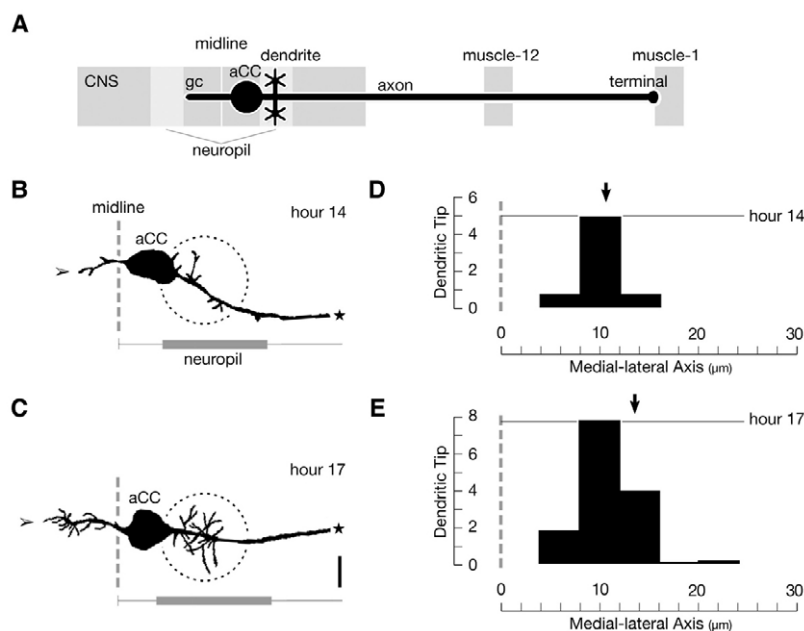 A
midline
dendrite
CNS
gc
aCC
axon
muscle-12
terminal
muscle-1
neuropil
B
midline
hour 14
aCC
neuropil
C
hour 17
aCC
D
Dendritic Tip
6
4
2
0
hour 14
0 10 20 30
Medial-lateral Axis (μm)
E
Dendritic Tip
8
6
4
2
0
hour 17
0 10 20 30
Medial-lateral Axis (μm)